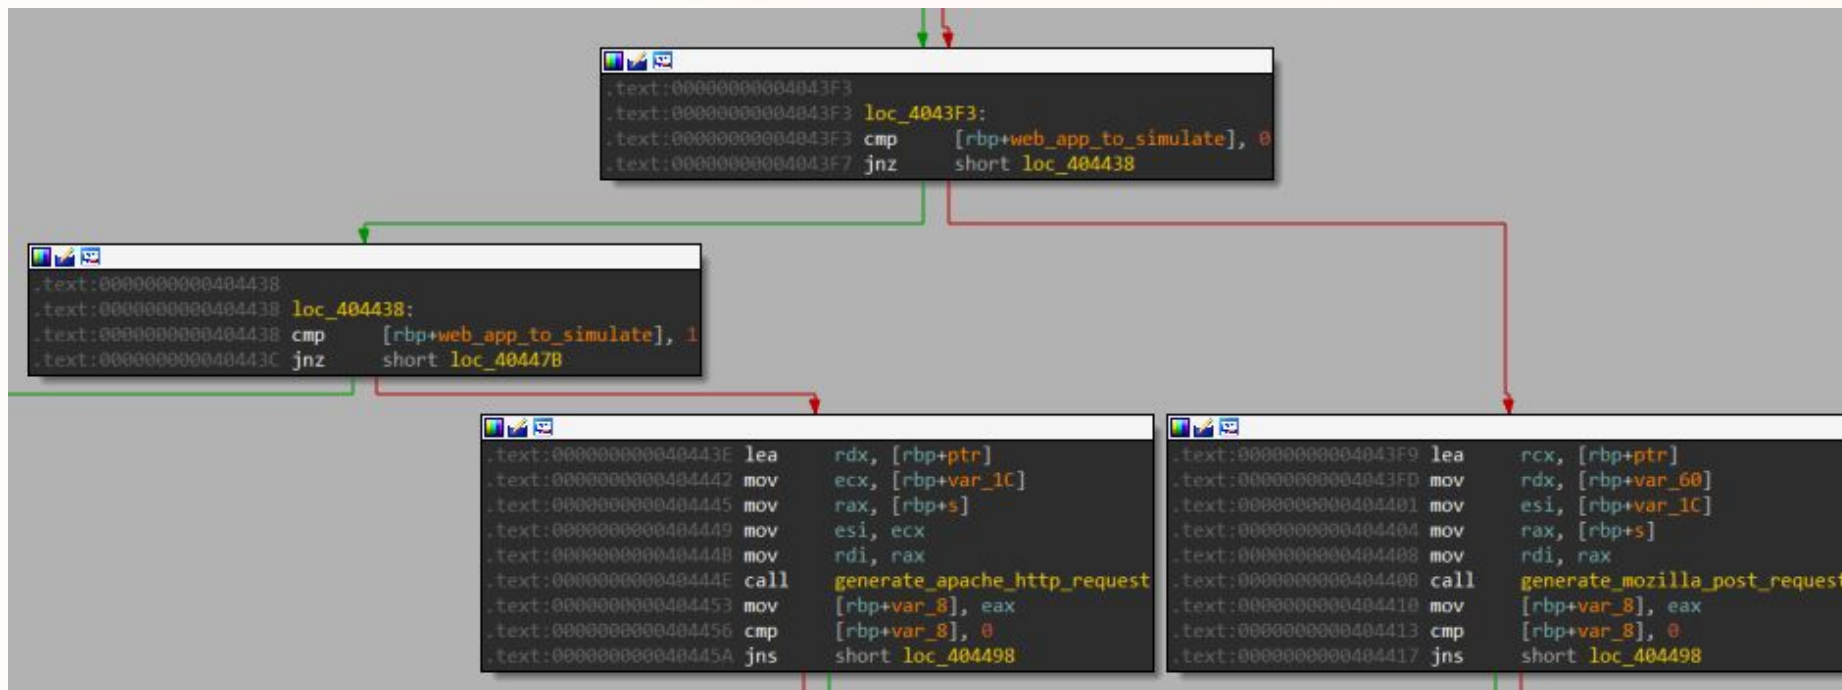 .text:00000000004043F3
.text:00000000004043F3 loc_4043F3:
.text:00000000004043F3 cmp [rbp+web_app_to_simulate], 0
.text:00000000004043F7 jnz short loc_404438
.text:0000000000404438
.text:0000000000404438 loc_404438:
.text:0000000000404438 cmp [rbp+web_app_to_simulate], 1
.text:000000000040443C jnz short loc_40447B
.text:000000000040443E lea rdx, [rbp+ptr]
.text:0000000000404442 mov ecx, [rbp+var_1C]
.text:0000000000404445 mov rax, [rbp+s]
.text:0000000000404449 mov esi, ecx
.text:000000000040444B mov rdi, rax
.text:000000000040444E call generate_apache_http_request
.text:0000000000404453 mov [rbp+var_8], eax
.text:0000000000404456 cmp [rbp+var_8], 0
.text:000000000040445A jns short loc_404498
.text:00000000004043F9 lea rcx, [rbp+ptr]
.text:00000000004043FD mov rdx, [rbp+var_60]
.text:0000000000404401 mov esi, [rbp+var_1C]
.text:0000000000404404 mov rax, [rbp+s]
.text:0000000000404408 mov rdi, rax
.text:000000000040440B call generate_mozilla_post_request
.text:0000000000404410 mov [rbp+var_8], eax
.text:0000000000404413 cmp [rbp+var_8], 0
.text:0000000000404417 jns short loc_404498